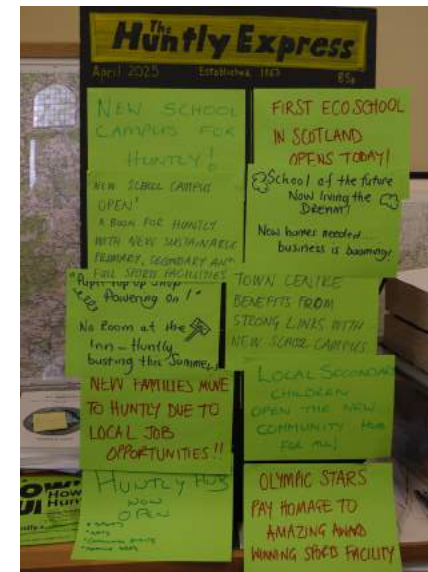 The
Huntly Express
April 2025 Established 1863 85p
NEW SCHOOL
CAMPUS FOR
HUNTLY!
FIRST ECO SCHOOL
IN SCOTLAND
OPENS TODAY!
NEW SCHOOL CAMPUS
OPEN!
A BOON FOR HUNTLY
WITH NEW SUSTAINABLE
PRIMARY, SECONDARY AND
FULL SPORTS FACILITIES
School of the future
Now living the
Dream!
New homes needed
business is booming!
"Pupil Pop up Shop
Powering on!"
No Room at the
Inn - Huntly
busting this Summer
TOWN CENTRE
BENEFITS FROM
STRONG LINKS WITH
NEW SCHOOL CAMPUS
NEW FAMILIES MOVE
TO HUNTLY DUE TO
LOCAL JOB
OPPORTUNITIES!!
LOCAL SECONDARY
CHILDREN
OPEN THE NEW
COMMUNITY HUB
FOR ALL!
HUNTLY HUB
NOW
OPEN
OLYMPIC STARS
PAY HOMAGE TO
AMAZING AWARD
WINNING SPORTS FACILITY